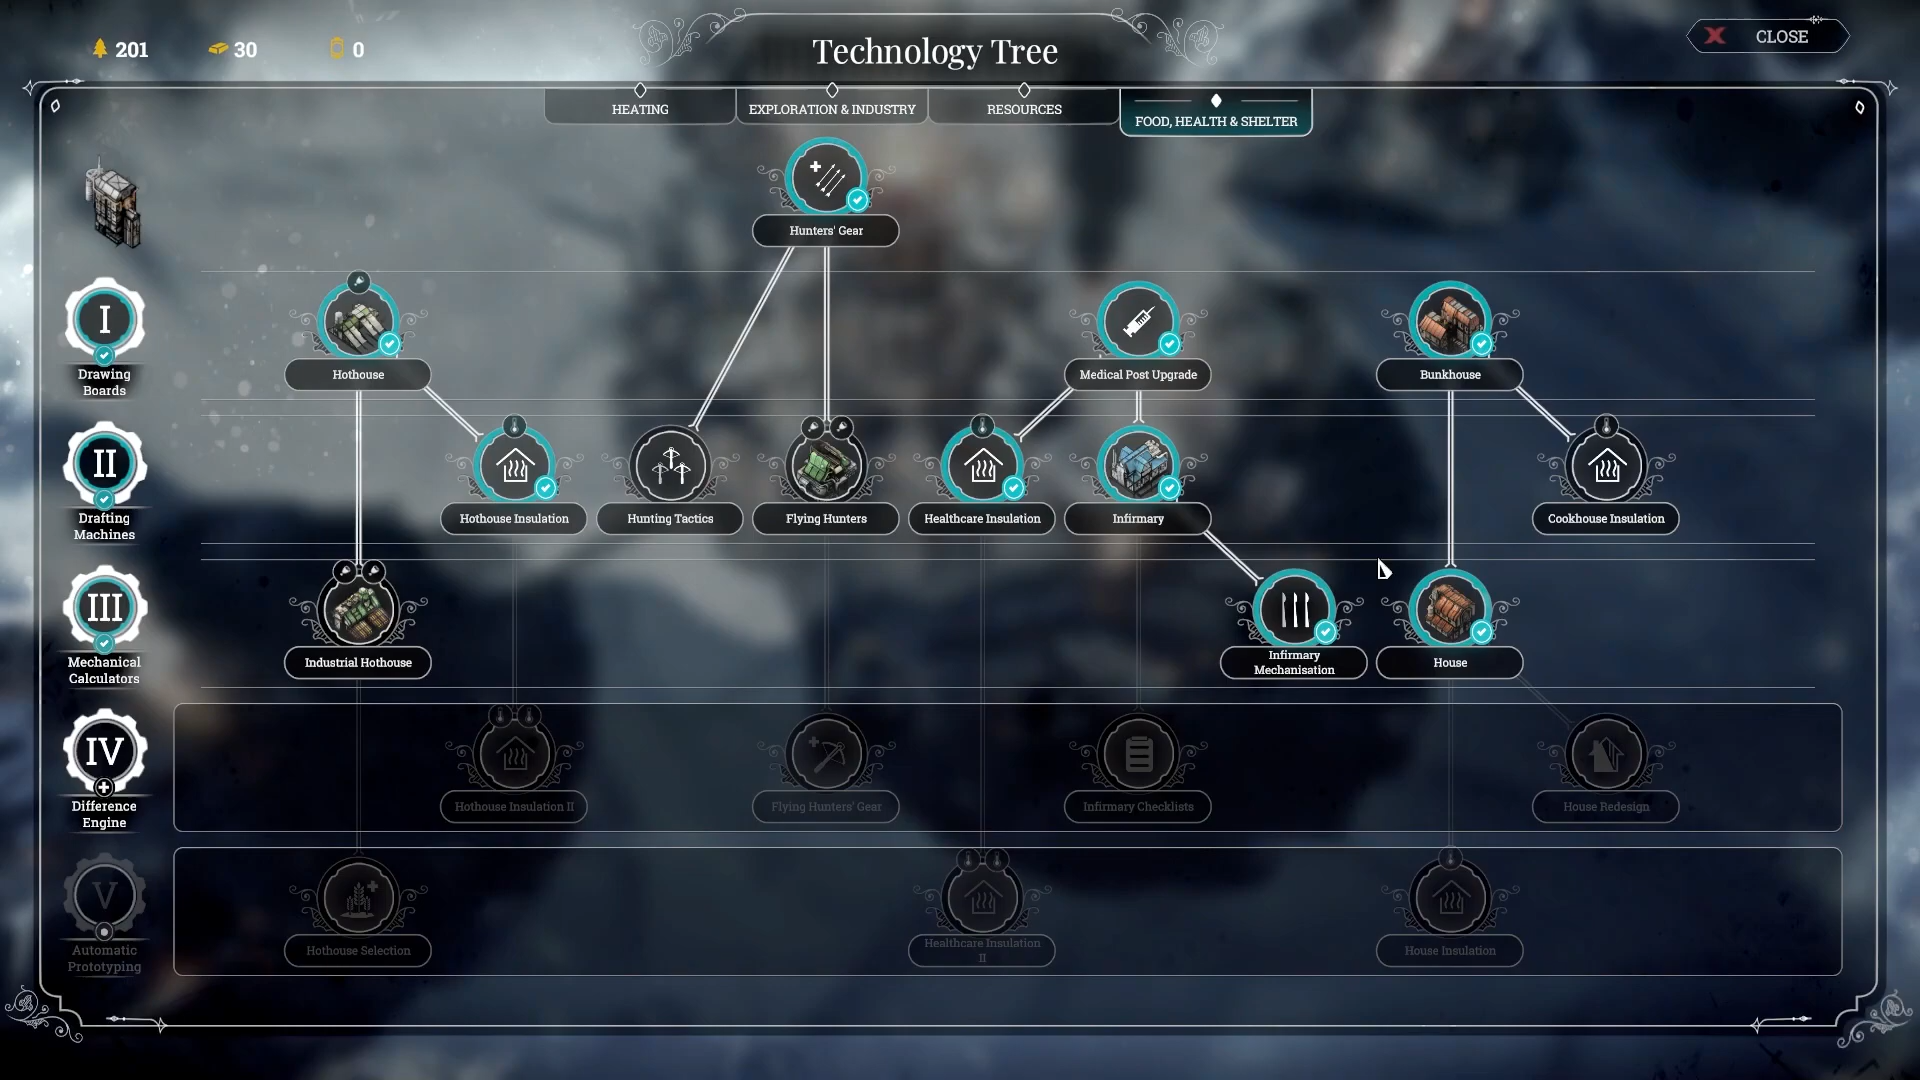 201
30
0
Technology Tree
CLOSE
HEATING
EXPLORATION & INDUSTRY
RESOURCES
FOOD, HEALTH & SHELTER
Hunters' Gear
I
Drawing
Boards
Hothouse
Medical Post Upgrade
Bunkhouse
II
Drafting
Machines
Hothouse Insulation
Hunting Tactics
Flying Hunters
Healthcare Insulation
Infirmary
Cookhouse Insulation
III
Mechanical
Calculators
Industrial Hothouse
Infirmary
Mechanisation
House
IV
Difference
Engine
Hothouse Insulation II
Flying Hunters' Gear
Infirmary Checklists
House Redesign
V
Automatic
Prototyping
Hothouse Selection
Healthcare Insulation
II
House Insulation